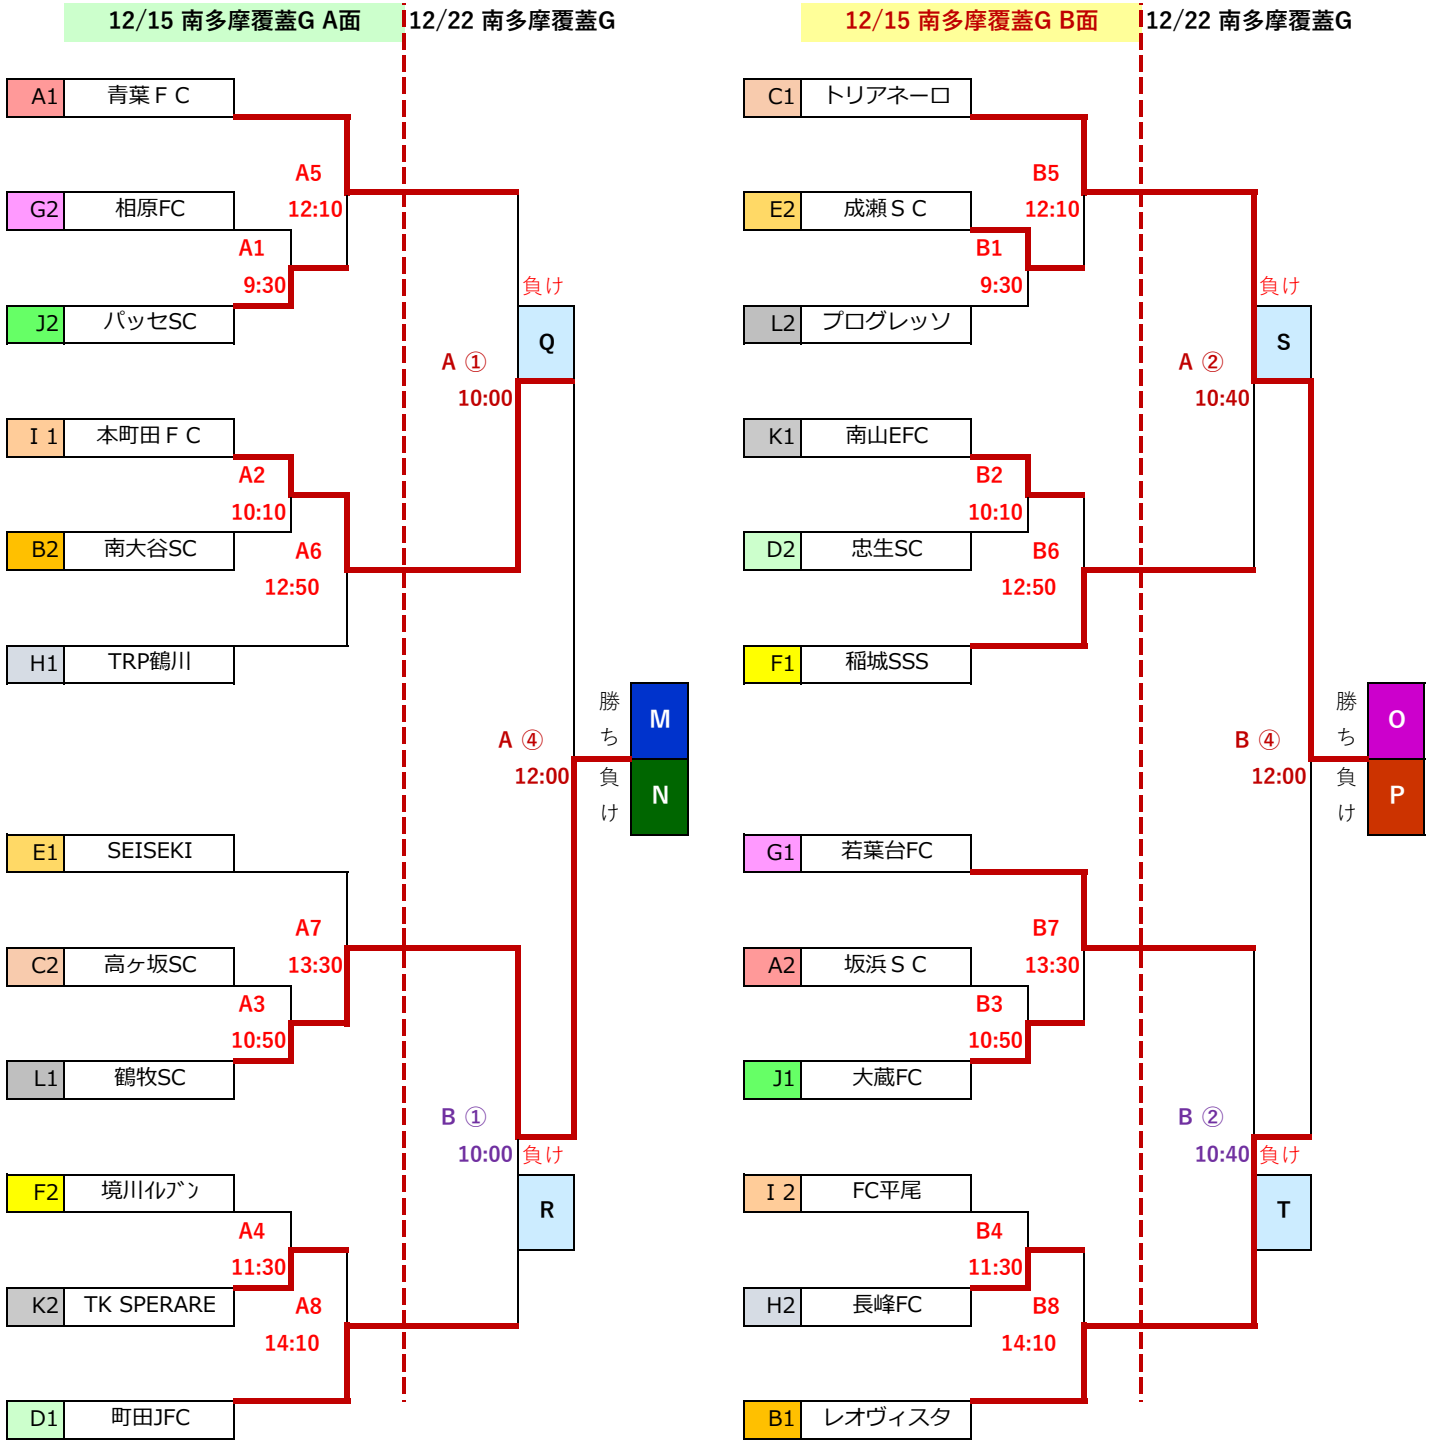 12/15 南多摩覆蓋G A面
12/22 南多摩覆蓋G
A1 青葉ＦＣ
A5
12:10
G2 相原FC
A1
9:30
J2 パッセSC
負け
Q
A ①
10:00
I 1 本町田ＦＣ
A2
10:10
B2 南大谷SC
A6
12:50
H1 TRP鶴川
勝ち
M
A ④
12:00
負け
N
E1 SEISEKI
A7
13:30
C2 高ヶ坂SC
A3
10:50
L1 鶴牧SC
B ①
10:00
負け
R
F2 境川ｲﾚﾌﾞﾝ
A4
11:30
K2 TK SPERARE
A8
14:10
D1 町田JFC
12/15 南多摩覆蓋G B面
12/22 南多摩覆蓋G
C1 トリアネーロ
B5
12:10
E2 成瀬ＳＣ
B1
9:30
L2 プログレッソ
負け
S
A ②
10:40
K1 南山EFC
B2
10:10
D2 忠生SC
B6
12:50
F1 稲城SSS
勝ち
O
B ④
12:00
負け
P
G1 若葉台FC
B7
13:30
A2 坂浜ＳＣ
B3
10:50
J1 大蔵FC
B ②
10:40
負け
T
I 2 FC平尾
B4
11:30
H2 長峰FC
B8
14:10
B1 レオヴィスタ